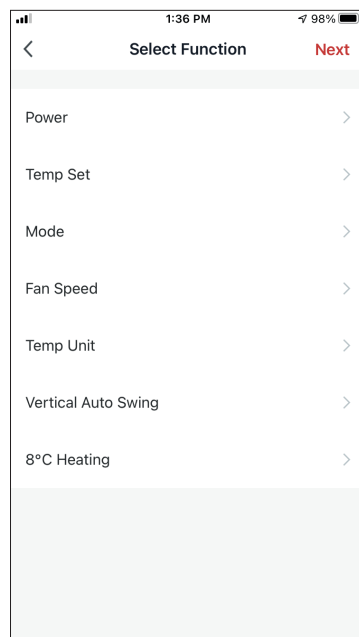 1:36 PM 98%
Select Function Next
Power
Temp Set
Mode
Fan Speed
Temp Unit
Vertical Auto Swing
8°C Heating